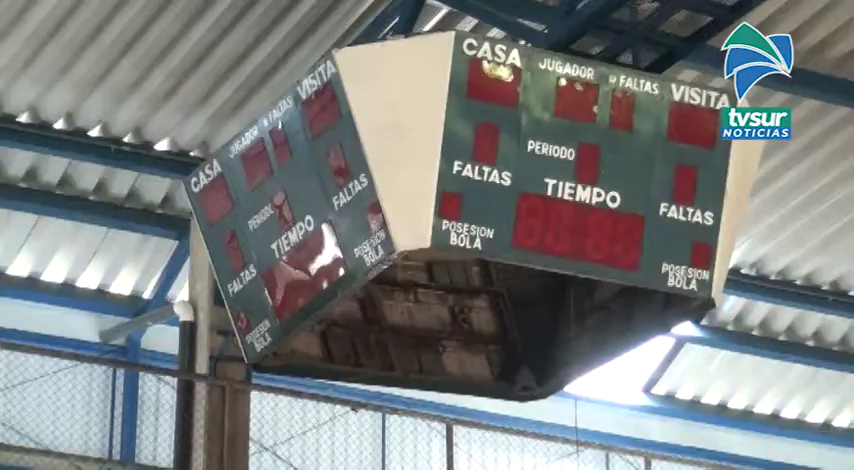 CASA JUGADOR # FALTAS VISITA
PERIODO
FALTAS TIEMPO FALTAS
POSESION BOLA POSESION BOLA
CASA JUGADOR # FALTAS VISITA
PERIODO
FALTAS TIEMPO FALTAS
POSESION BOLA POSESION BOLA
tvsur
NOTICIAS